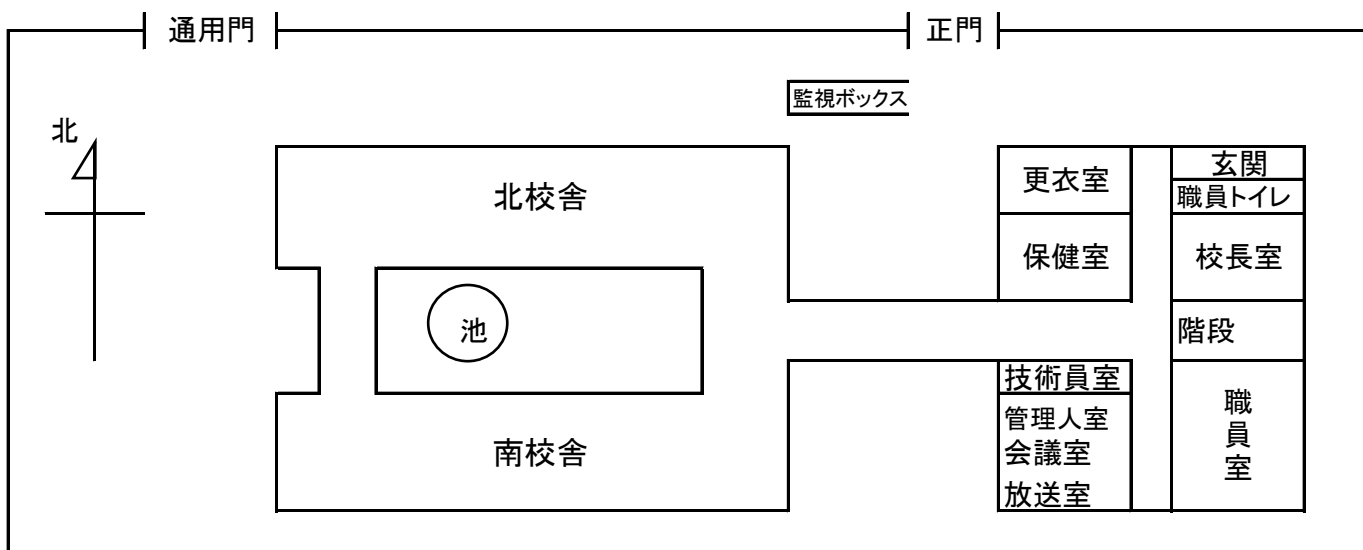 通用門
正門
監視ボックス
北
北校舎
更衣室
玄関
職員トイレ
保健室
校長室
池
階段
技術員室
管理人室
会議室
放送室
職員室
南校舎